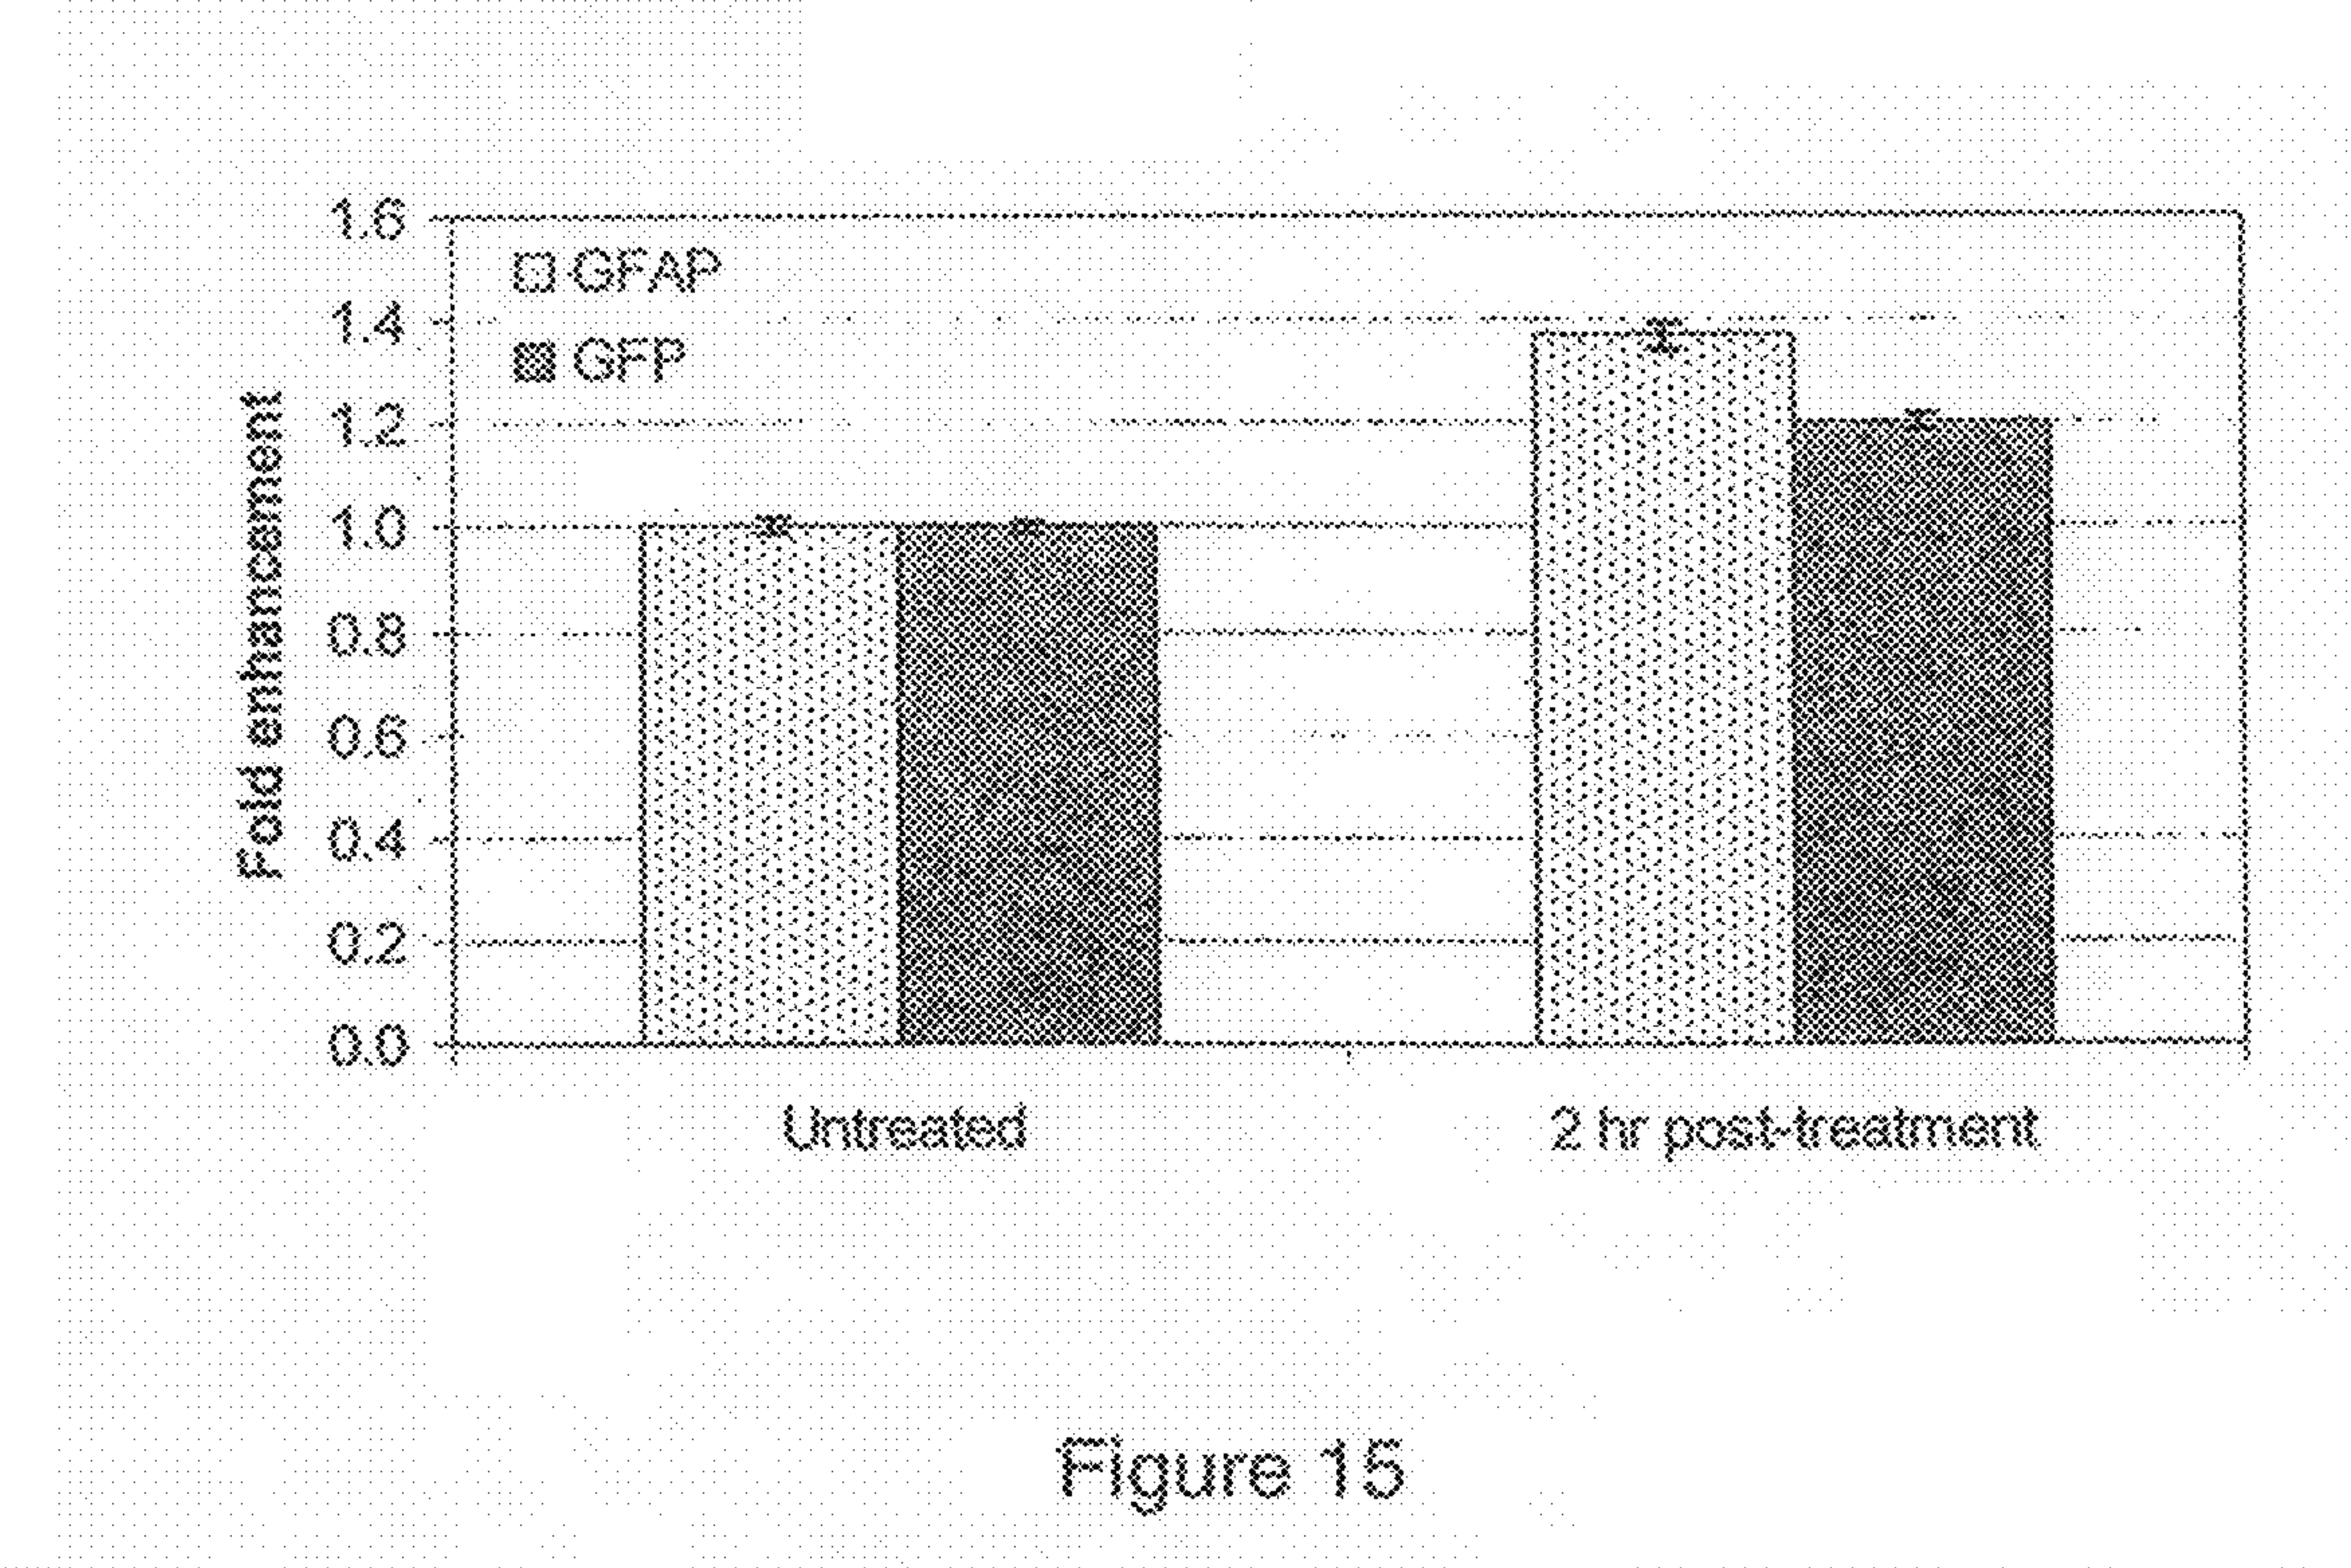 1.6
GFAP
1.4
GFP
1.2
1.0
0.8
0.6
0.4
0.2
0.0
Fold enhancement
Untreated
2 hr post-treatment
Figure 15